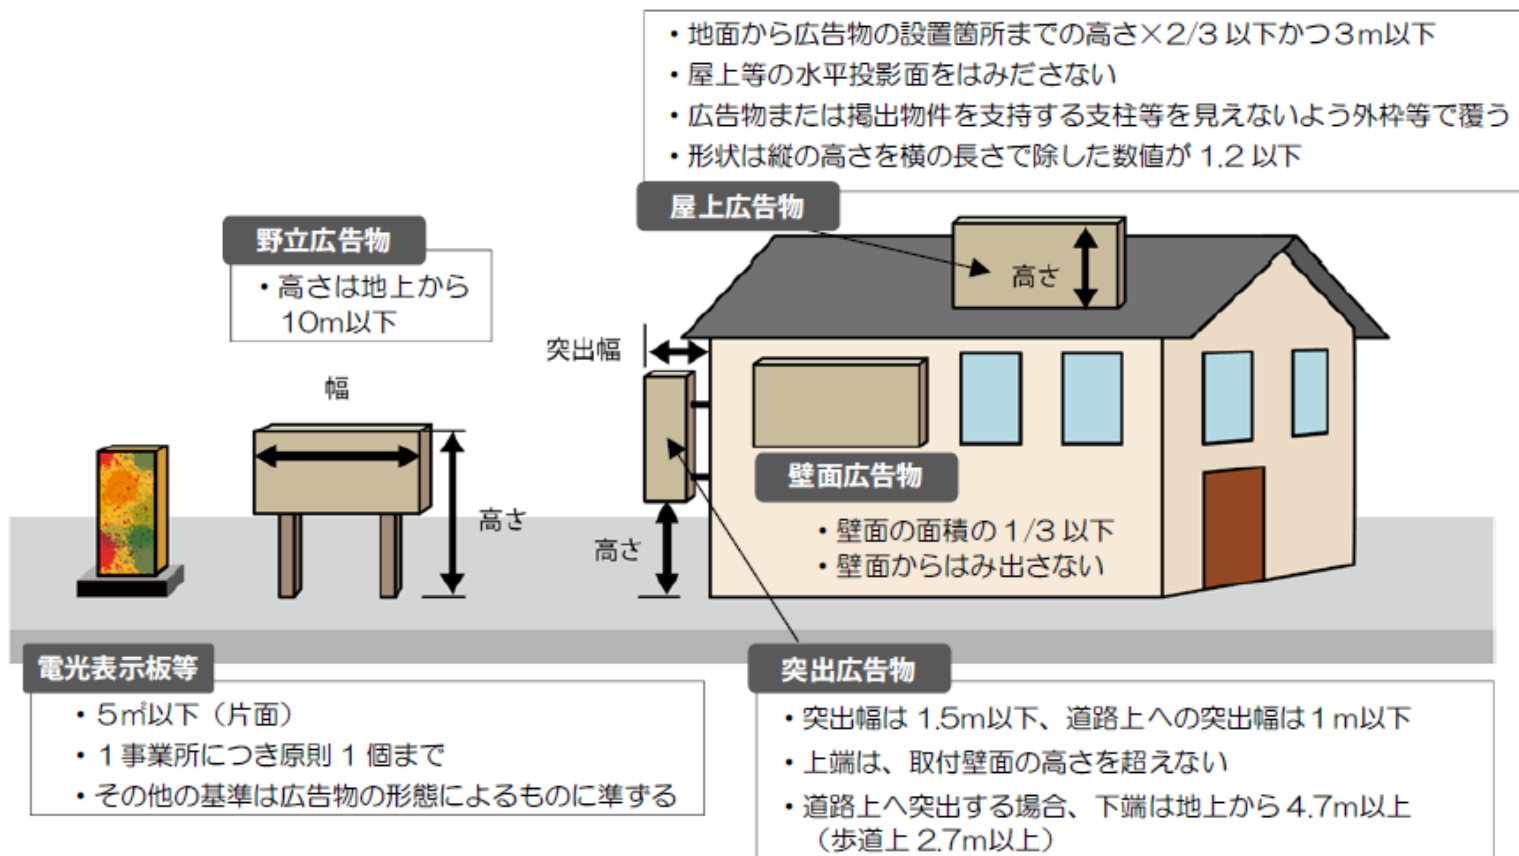 ・地面から広告物の設置箇所までの高さ×2/3 以下かつ3m以下
・屋上等の水平投影面をはみださない
・広告物または掲出物件を支持する支柱等を見えないよう外枠等で覆う
・形状は縦の高さを横の長さで除した数値が 1.2 以下
屋上広告物
高さ
野立広告物
・高さは地上から
10m以下
突出幅
幅
高さ
高さ
壁面広告物
・壁面の面積の 1/3 以下
・壁面からはみ出さない
電光表示板等
・5㎡以下（片面）
・1事業所につき原則 1 個まで
・その他の基準は広告物の形態によるものに準ずる
突出広告物
・突出幅は 1.5m以下、道路上への突出幅は1m以下
・上端は、取付壁面の高さを超えない
・道路上へ突出する場合、下端は地上から 4.7m以上
（歩道上 2.7m以上）